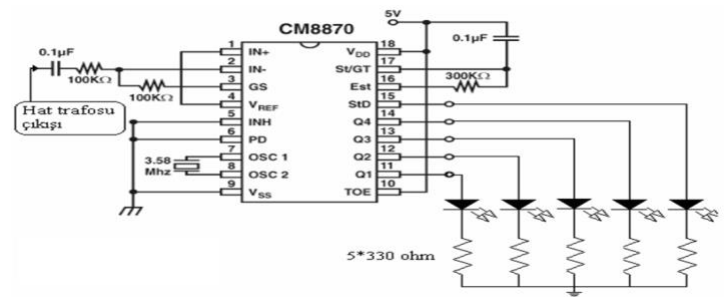 5V
CM8870
0.1µF
0.1µF
100KΩ
100KΩ
300KΩ
Hat trafosu
çıkışı
1 IN+
2 IN-
3 GS
4 VREF
5 INH
6 PD
7 OSC 1
8 OSC 2
9 VSS
18 VDD
17 St/GT
16 Est
15 StD
14 Q4
13 Q3
12 Q2
11 Q1
10 TOE
3.58
Mhz
5*330 ohm